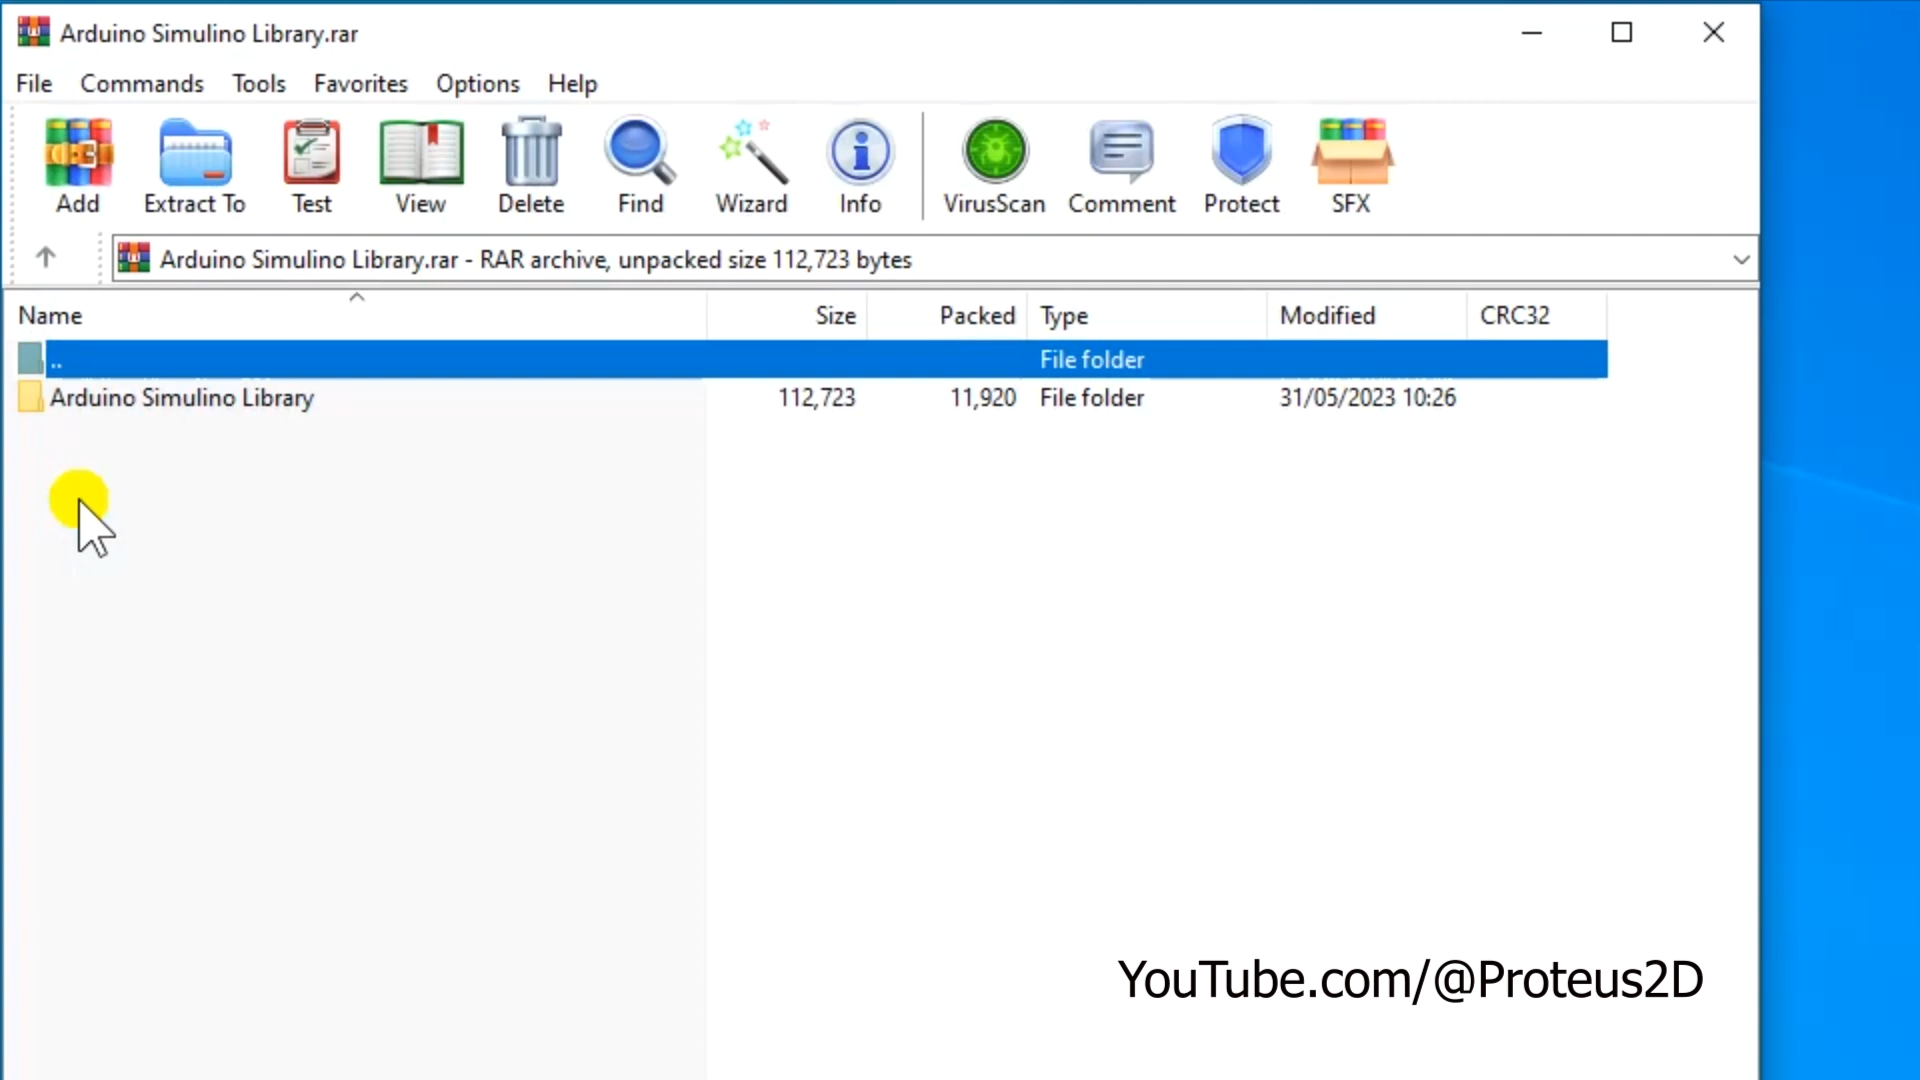 Arduino Simulino Library.rar
File Commands Tools Favorites Options Help
Add Extract To Test View Delete Find Wizard Info VirusScan Comment Protect SFX
Arduino Simulino Library.rar - RAR archive, unpacked size 112,723 bytes
Name Size Packed Type Modified CRC32
.. File folder
Arduino Simulino Library 112,723 11,920 File folder 31/05/2023 10:26
YouTube.com/@Proteus2D